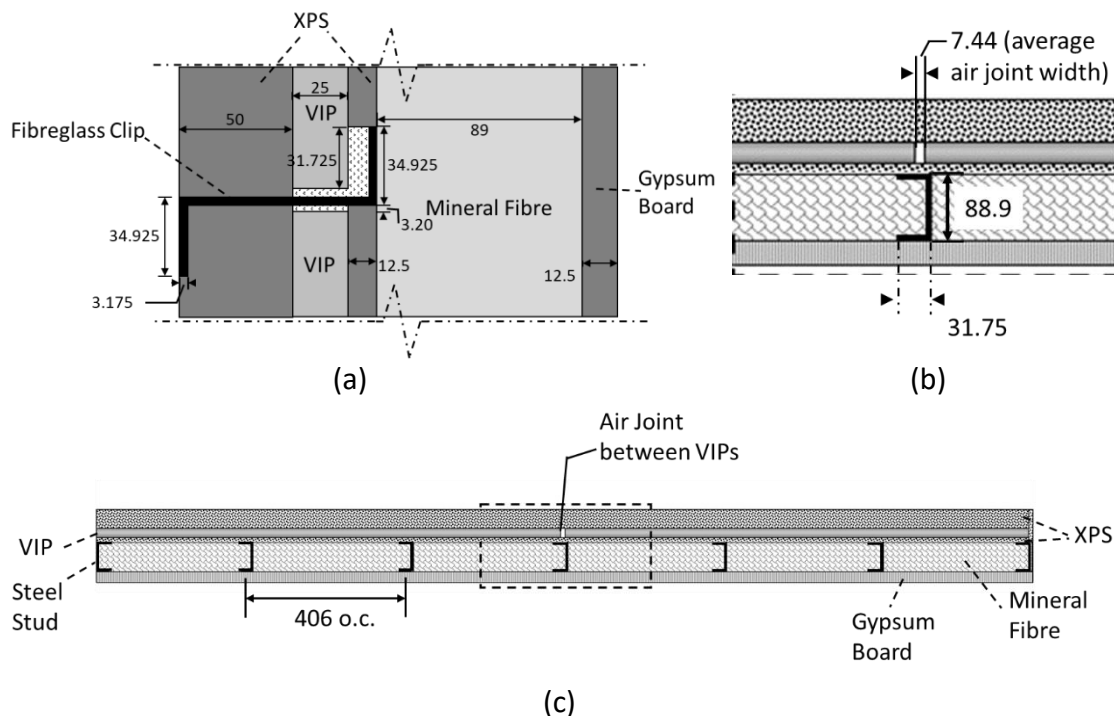 XPS
25
VIP
50
89
Fibreglass Clip
31.725
34.925
Mineral Fibre
Gypsum
Board
3.20
34.925
VIP
12.5
12.5
3.175
(a)
7.44 (average
air joint width)
88.9
31.75
(b)
Air Joint
between VIPs
VIP
XPS
Steel
Stud
406 o.c.
Gypsum
Board
Mineral
Fibre
(c)